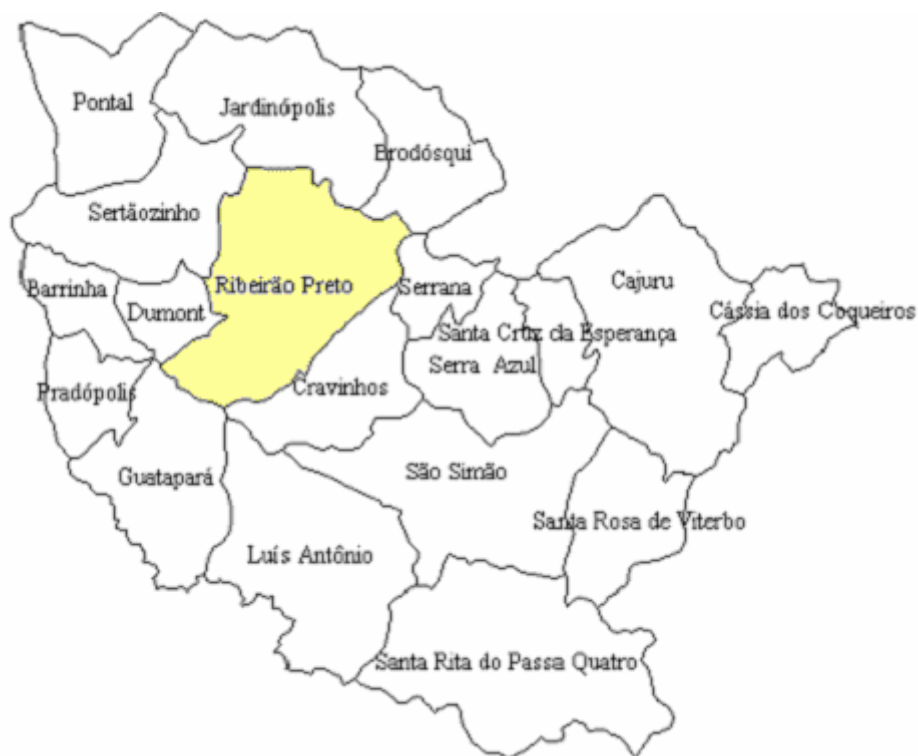 Pontal
Jardinópolis
Brodósqui
Sertãozinho
Cajuru
Barrinha
Ribeirão Preto
Serrana
Dumont
Cássia dos Coqueiros
Santa Cruz da Esperança
Serra Azul
Pradópolis
Cravinhos
Guatapará
São Simão
Santa Rosa de Viterbo
Luís Antônio
Santa Rita do Passa Quatro